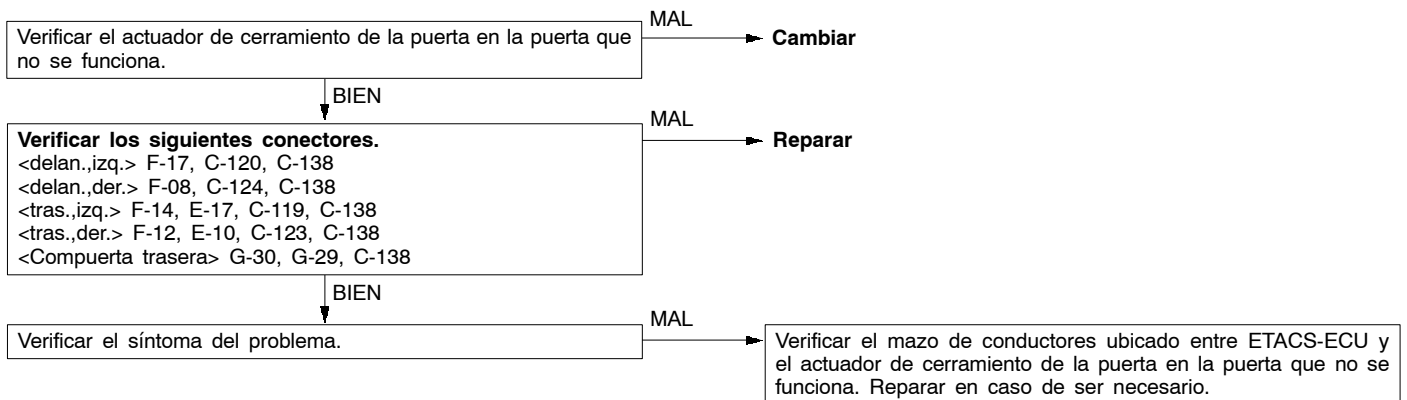 Verificar el actuador de cerramiento de la puerta en la puerta que
no se funciona.
MAL
Cambiar
BIEN
Verificar los siguientes conectores.
<delan.,izq.> F-17, C-120, C-138
<delan.,der.> F-08, C-124, C-138
<tras.,izq.> F-14, E-17, C-119, C-138
<tras.,der.> F-12, E-10, C-123, C-138
<Compuerta trasera> G-30, G-29, C-138
MAL
Reparar
BIEN
Verificar el síntoma del problema.
MAL
Verificar el mazo de conductores ubicado entre ETACS-ECU y
el actuador de cerramiento de la puerta en la puerta que no se
funciona. Reparar en caso de ser necesario.